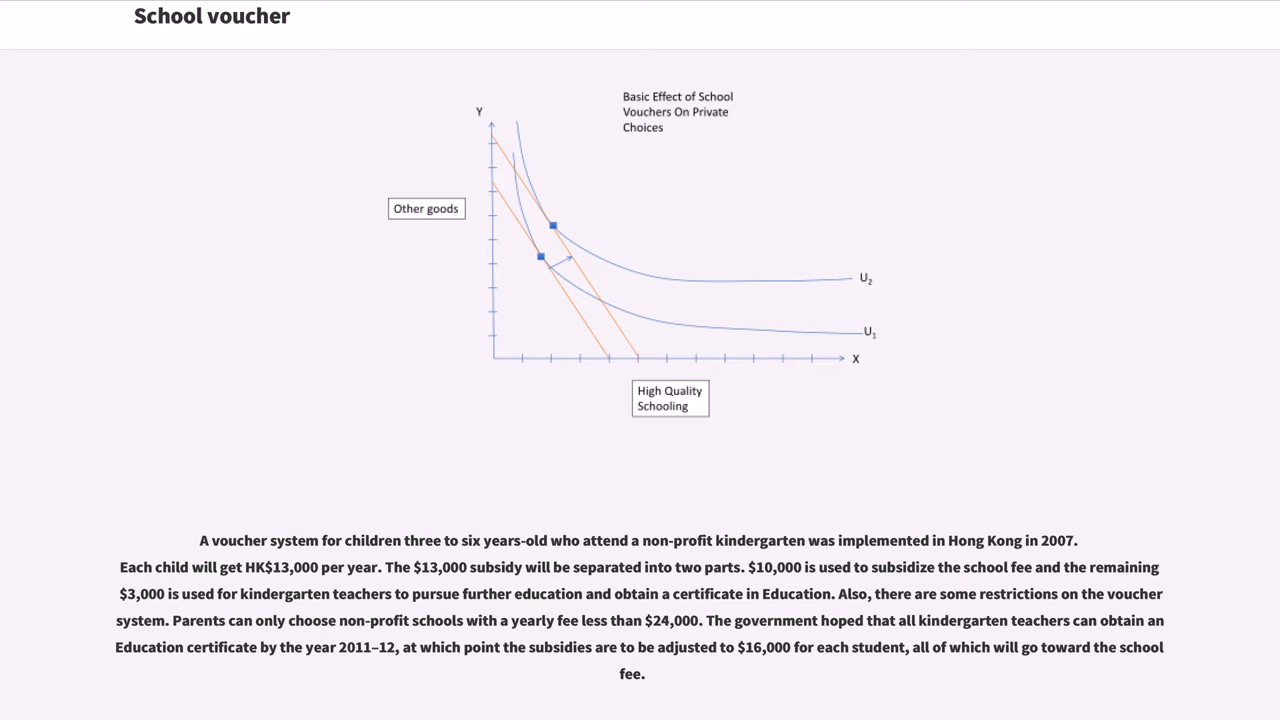 School voucher
Basic Effect of School
Vouchers On Private
Choices
Y
Other goods
U2
U1
X
High Quality
Schooling
A voucher system for children three to six years-old who attend a non-profit kindergarten was implemented in Hong Kong in 2007.
Each child will get HK$13,000 per year. The $13,000 subsidy will be separated into two parts. $10,000 is used to subsidize the school fee and the remaining
$3,000 is used for kindergarten teachers to pursue further education and obtain a certificate in Education. Also, there are some restrictions on the voucher
system. Parents can only choose non-profit schools with a yearly fee less than $24,000. The government hoped that all kindergarten teachers can obtain an
Education certificate by the year 2011–12, at which point the subsidies are to be adjusted to $16,000 for each student, all of which will go toward the school
fee.